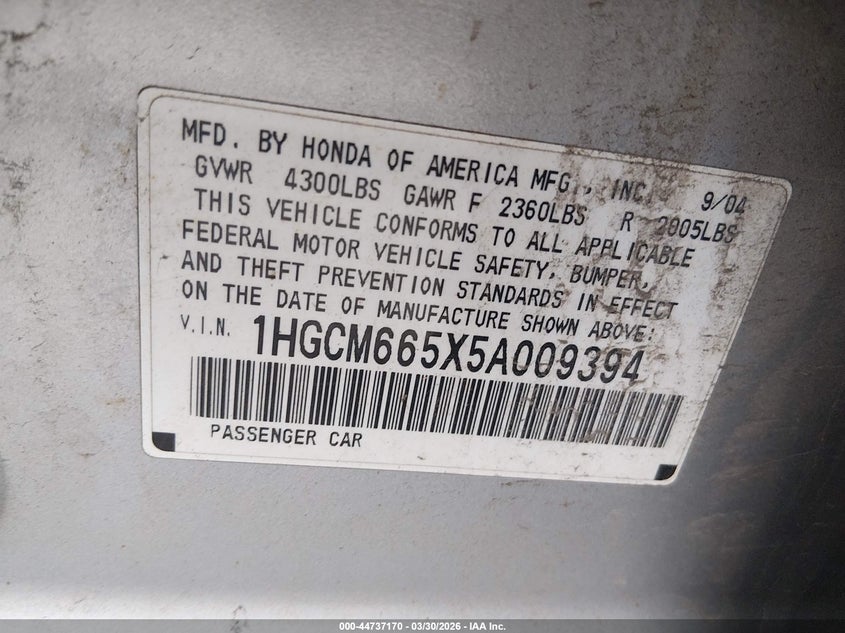 MFD. BY HONDA OF AMERICA MFG., INC. 9/04
GVWR 4300LBS GAWR F 2360LBS R 2005LBS
THIS VEHICLE CONFORMS TO ALL APPLICABLE
FEDERAL MOTOR VEHICLE SAFETY, BUMPER,
AND THEFT PREVENTION STANDARDS IN EFFECT
ON THE DATE OF MANUFACTURE SHOWN ABOVE:
V.I.N. 1HGCM665X5A009394
PASSENGER CAR
000-44737170 — 03/30/2026 — IAA Inc.